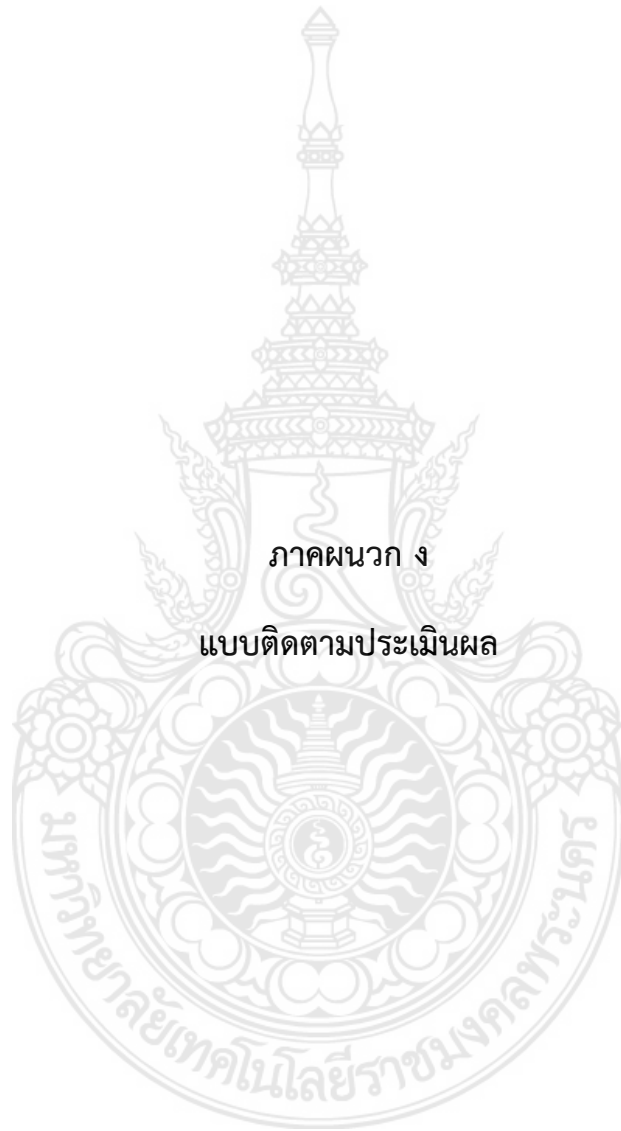 ภาคผนวก ง
แบบติดตามประเมินผล
มหาวิทยาลัยเทคโนโลยีราชมงคลพระนคร